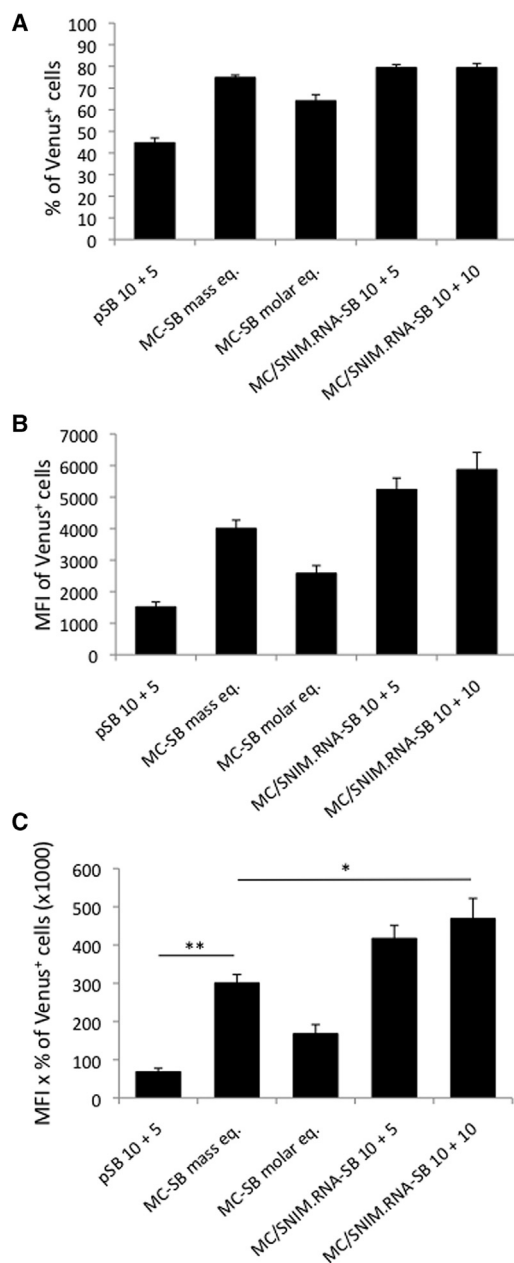 A
% of Venus⁺ cells
100
90
80
70
60
50
40
30
20
10
0
pSB 10 + 5
MC-SB mass eq.
MC-SB molar eq.
MC/SNIM.RNA-SB 10 + 5
MC/SNIM.RNA-SB 10 + 10
B
MFI of Venus⁺ cells
7000
6000
5000
4000
3000
2000
1000
0
pSB 10 + 5
MC-SB mass eq.
MC-SB molar eq.
MC/SNIM.RNA-SB 10 + 5
MC/SNIM.RNA-SB 10 + 10
C
MFI x % of Venus⁺ cells (x1000)
600
500
400
300
200
100
0
**
*
pSB 10 + 5
MC-SB mass eq.
MC-SB molar eq.
MC/SNIM.RNA-SB 10 + 5
MC/SNIM.RNA-SB 10 + 10